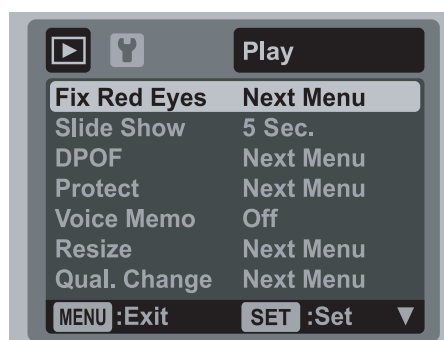 Play
Fix Red Eyes Next Menu
Slide Show 5 Sec.
DPOF Next Menu
Protect Next Menu
Voice Memo Off
Resize Next Menu
Qual. Change Next Menu
MENU :Exit SET :Set